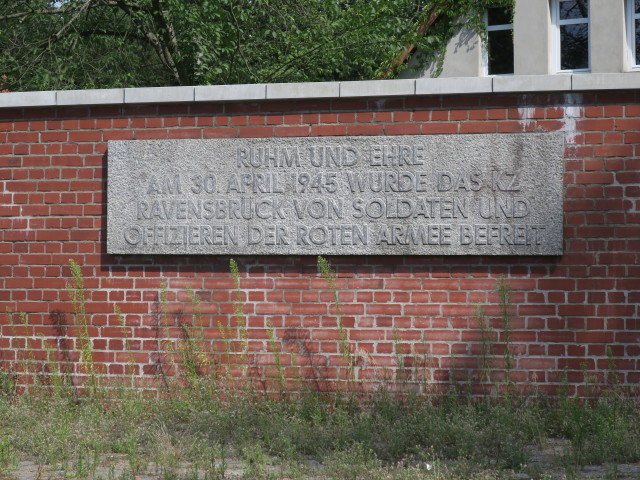 RUHM UND EHRE
AM 30. APRIL 1945 WURDE DAS KZ
RAVENSBRÜCK VON SOLDATEN UND
OFFIZIEREN DER ROTEN ARMEE BEFREIT